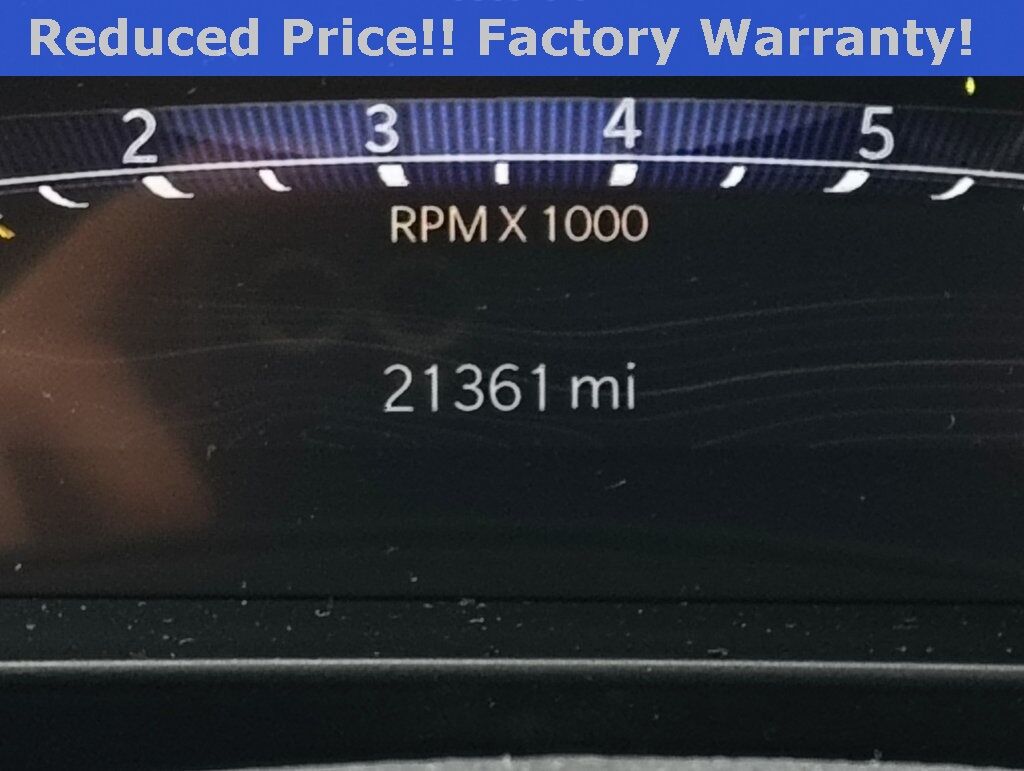 Reduced Price!! Factory Warranty!
2 3 4 5
RPM X 1000
21361 mi